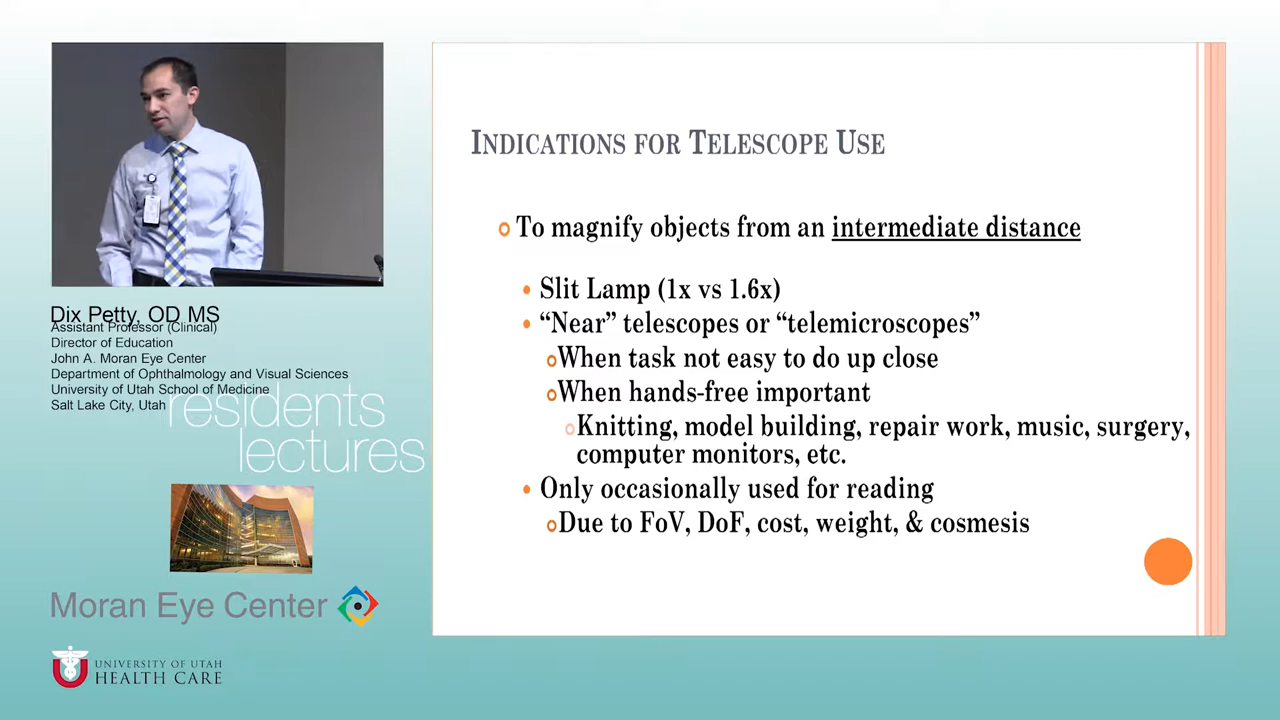 Dix Petty, OD MS
Assistant Professor (Clinical)
Director of Education
John A. Moran Eye Center
Department of Ophthalmology and Visual Sciences
University of Utah School of Medicine
Salt Lake City, Utah
residents
lectures
Moran Eye Center
UNIVERSITY OF UTAH
HEALTH CARE
INDICATIONS FOR TELESCOPE USE
To magnify objects from an intermediate distance
Slit Lamp (1x vs 1.6x)
“Near” telescopes or “telemicroscopes”
When task not easy to do up close
When hands-free important
Knitting, model building, repair work, music, surgery,
computer monitors, etc.
Only occasionally used for reading
Due to FoV, DoF, cost, weight, & cosmesis